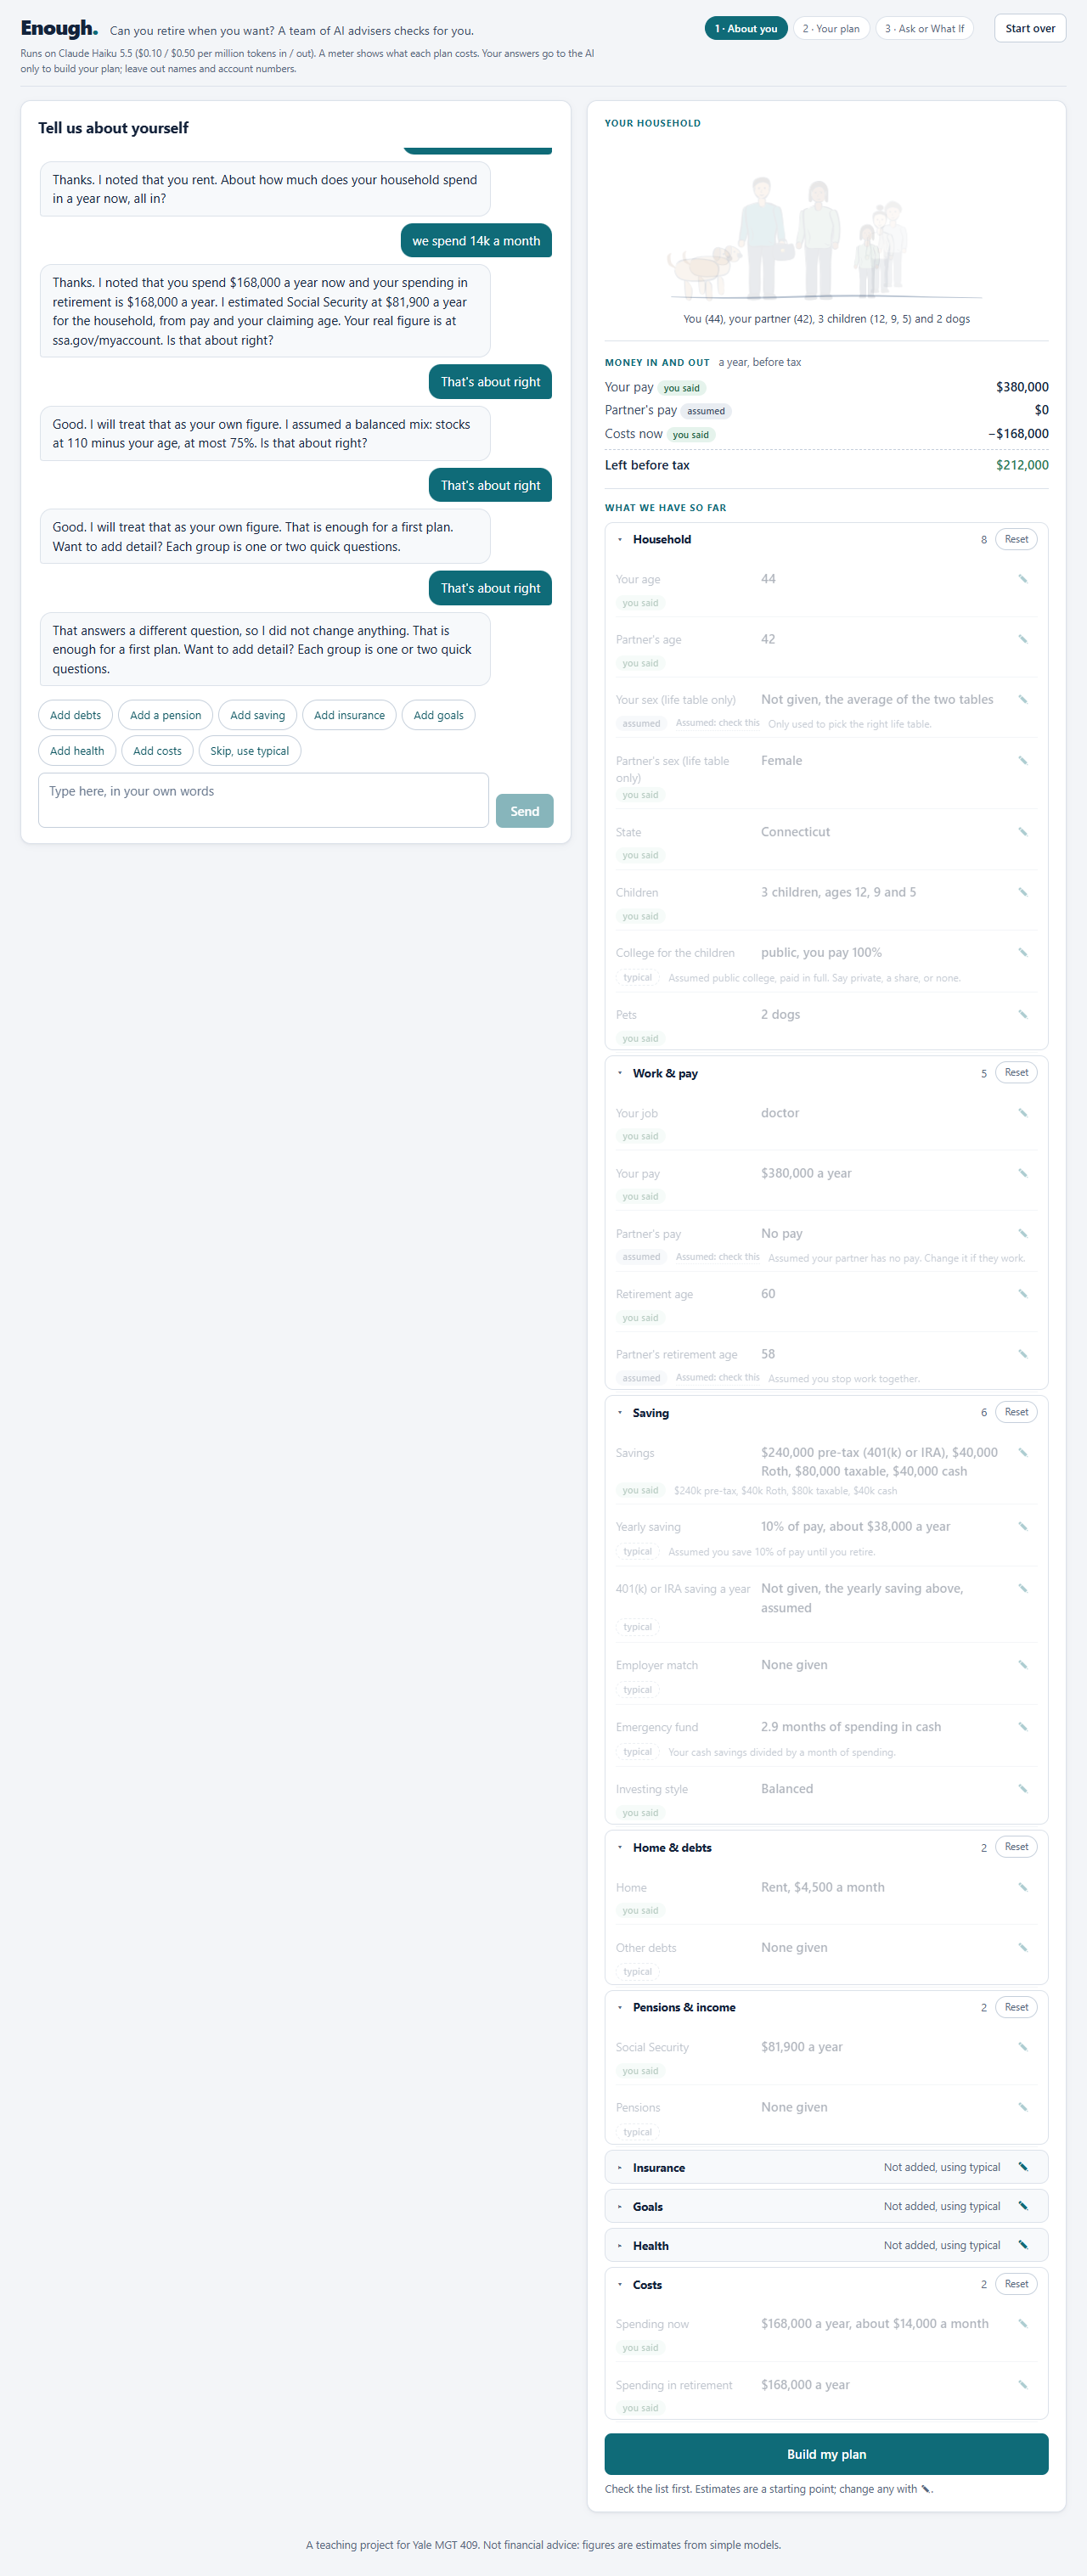 Enough. Can you retire when you want? A team of AI advisers checks for you.
Runs on Claude Haiku 5.5 ($0.10 / $0.50 per million tokens in / out). A meter shows what each plan costs. Your answers go to the AI
only to build your plan; leave out names and account numbers.
1 · About you
2 · Your plan
3 · Ask or What If
Start over
Tell us about yourself
Thanks. I noted that you rent. About how much does your household spend
in a year now, all in?
we spend 14k a month
Thanks. I noted that you spend $168,000 a year now and your spending in
retirement is $168,000 a year. I estimated Social Security at $81,900 a year
for the household, from pay and your claiming age. Your real figure is at
ssa.gov/myaccount. Is that about right?
That's about right
Good. I will treat that as your own figure. I assumed a balanced mix: stocks
at 110 minus your age, at most 75%. Is that about right?
That's about right
Good. I will treat that as your own figure. That is enough for a first plan.
Want to add detail? Each group is one or two quick questions.
That's about right
That answers a different question, so I did not change anything. That is
enough for a first plan. Want to add detail? Each group is one or two quick
questions.
Add debts
Add a pension
Add saving
Add insurance
Add goals
Add health
Add costs
Skip, use typical
Type here, in your own words
Send
YOUR HOUSEHOLD
You (44), your partner (42), 3 children (12, 9, 5) and 2 dogs
MONEY IN AND OUT a year, before tax
Your pay you said $380,000
Partner's pay assumed $0
Costs now you said −$168,000
Left before tax $212,000
WHAT WE HAVE SO FAR
Household 8 Reset
Your age 44
you said
Partner's age 42
you said
Your sex (life table only) Not given, the average of the two tables
assumed Assumed: check this Only used to pick the right life table.
Partner's sex (life table Female
only)
you said
State Connecticut
you said
Children 3 children, ages 12, 9 and 5
you said
College for the children public, you pay 100%
typical Assumed public college, paid in full. Say private, a share, or none.
Pets 2 dogs
you said
Work & pay 5 Reset
Your job doctor
you said
Your pay $380,000 a year
you said
Partner's pay No pay
assumed Assumed: check this Assumed your partner has no pay. Change it if they work.
Retirement age 60
you said
Partner's retirement age 58
assumed Assumed: check this Assumed you stop work together.
Saving 6 Reset
Savings $240,000 pre-tax (401(k) or IRA), $40,000
Roth, $80,000 taxable, $40,000 cash
you said $240k pre-tax, $40k Roth, $80k taxable, $40k cash
Yearly saving 10% of pay, about $38,000 a year
typical Assumed you save 10% of pay until you retire.
401(k) or IRA saving a year Not given, the yearly saving above,
assumed
typical
Employer match None given
typical
Emergency fund 2.9 months of spending in cash
typical Your cash savings divided by a month of spending.
Investing style Balanced
you said
Home & debts 2 Reset
Home Rent, $4,500 a month
you said
Other debts None given
typical
Pensions & income 2 Reset
Social Security $81,900 a year
you said
Pensions None given
typical
Insurance Not added, using typical
Goals Not added, using typical
Health Not added, using typical
Costs 2 Reset
Spending now $168,000 a year, about $14,000 a month
you said
Spending in retirement $168,000 a year
you said
Build my plan
Check the list first. Estimates are a starting point; change any with ✎.
A teaching project for Yale MGT 409. Not financial advice: figures are estimates from simple models.